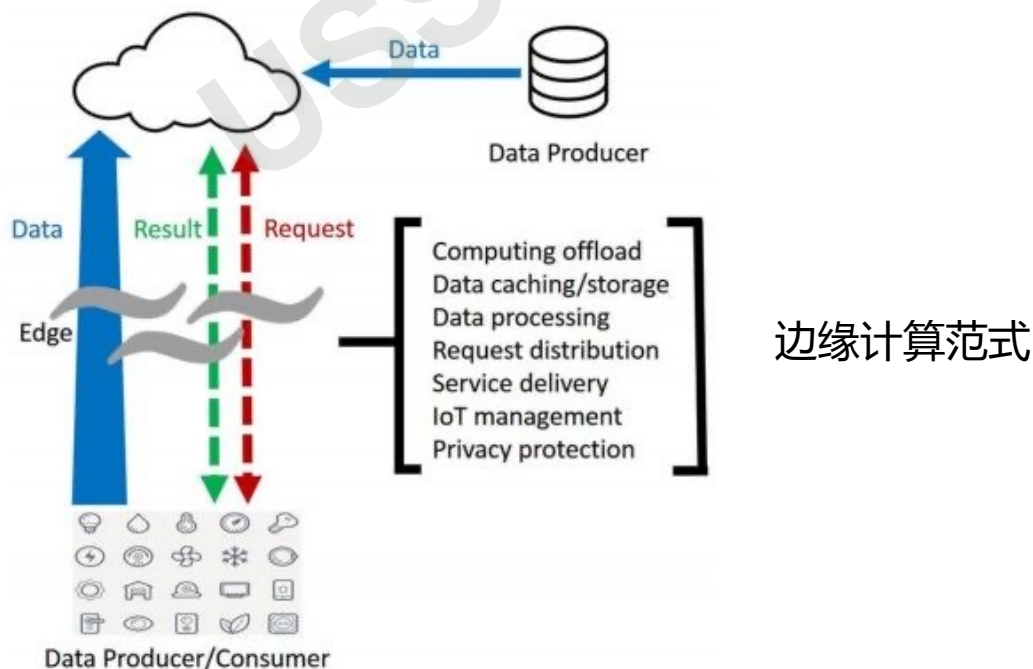 Data
Data Producer
Data
Result
Request
Edge
Computing offload
Data caching/storage
Data processing
Request distribution
Service delivery
IoT management
Privacy protection
边缘计算范式
Data Producer/Consumer